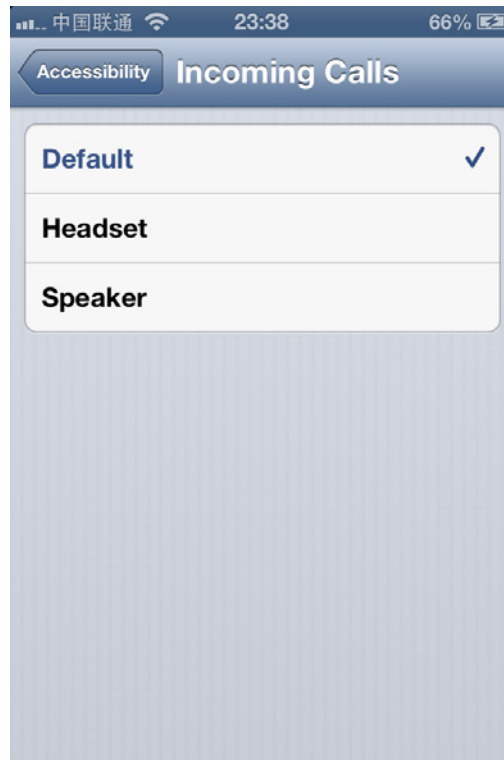 中国联通 23:38 66%
Accessibility Incoming Calls
Default
Headset
Speaker